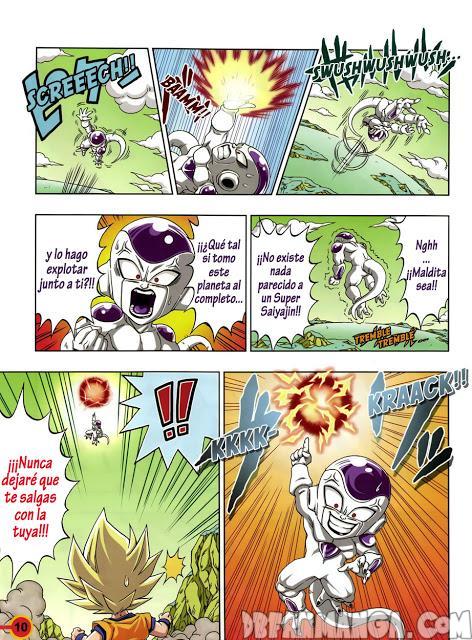 SWUSHWUSHWUSH...
BAAMM!!
SCREEECH!!
Nghh
...
¡¡Maldita
sea!!
¡¡No existe
nada
parecido a
un Super
Saiyajin!!
TREMBLE
TREMBLE...
¡¡¿Qué tal
si tomo
este
planeta al
completo...
y lo hago
explotar
junto a ti?!!
KRAACK!!
KKKK-
!!
¡¡¡Nunca
dejaré que
te salgas
con la
tuya!!!
10
DBFANMANGA.COM